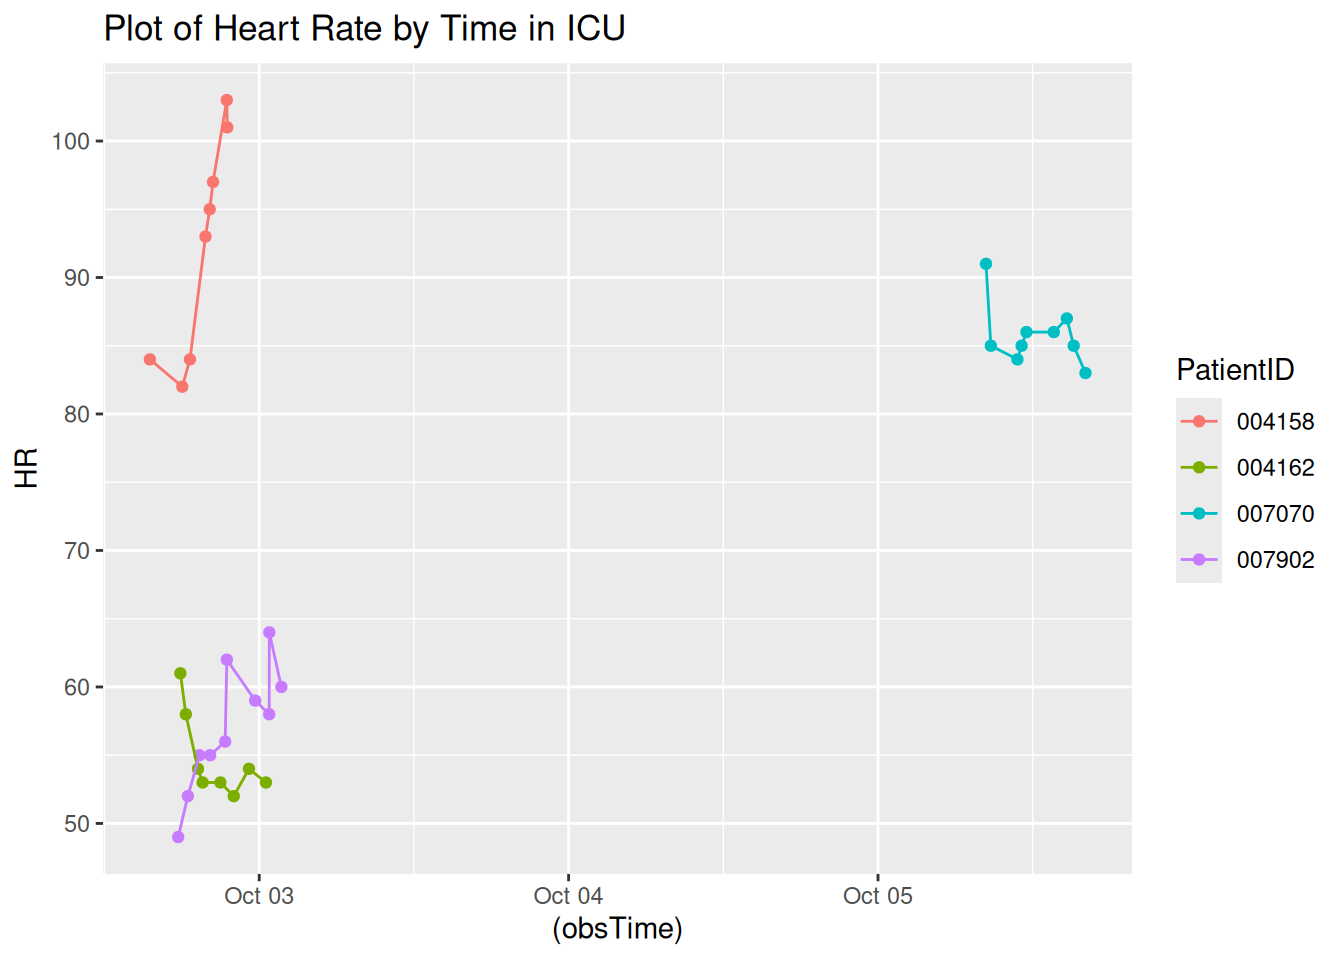 Plot of Heart Rate by Time in ICU
100
90
80
70
60
50
HR
Oct 03
Oct 04
Oct 05
(obsTime)
PatientID
004158
004162
007070
007902